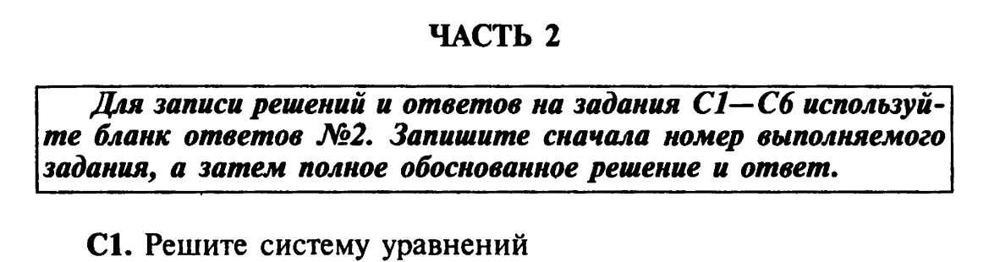 ЧАСТЬ 2
Для записи решений и ответов на задания С1—С6 используй-
те бланк ответов №2. Запишите сначала номер выполняемого
задания, а затем полное обоснованное решение и ответ.
С1. Решите систему уравнений